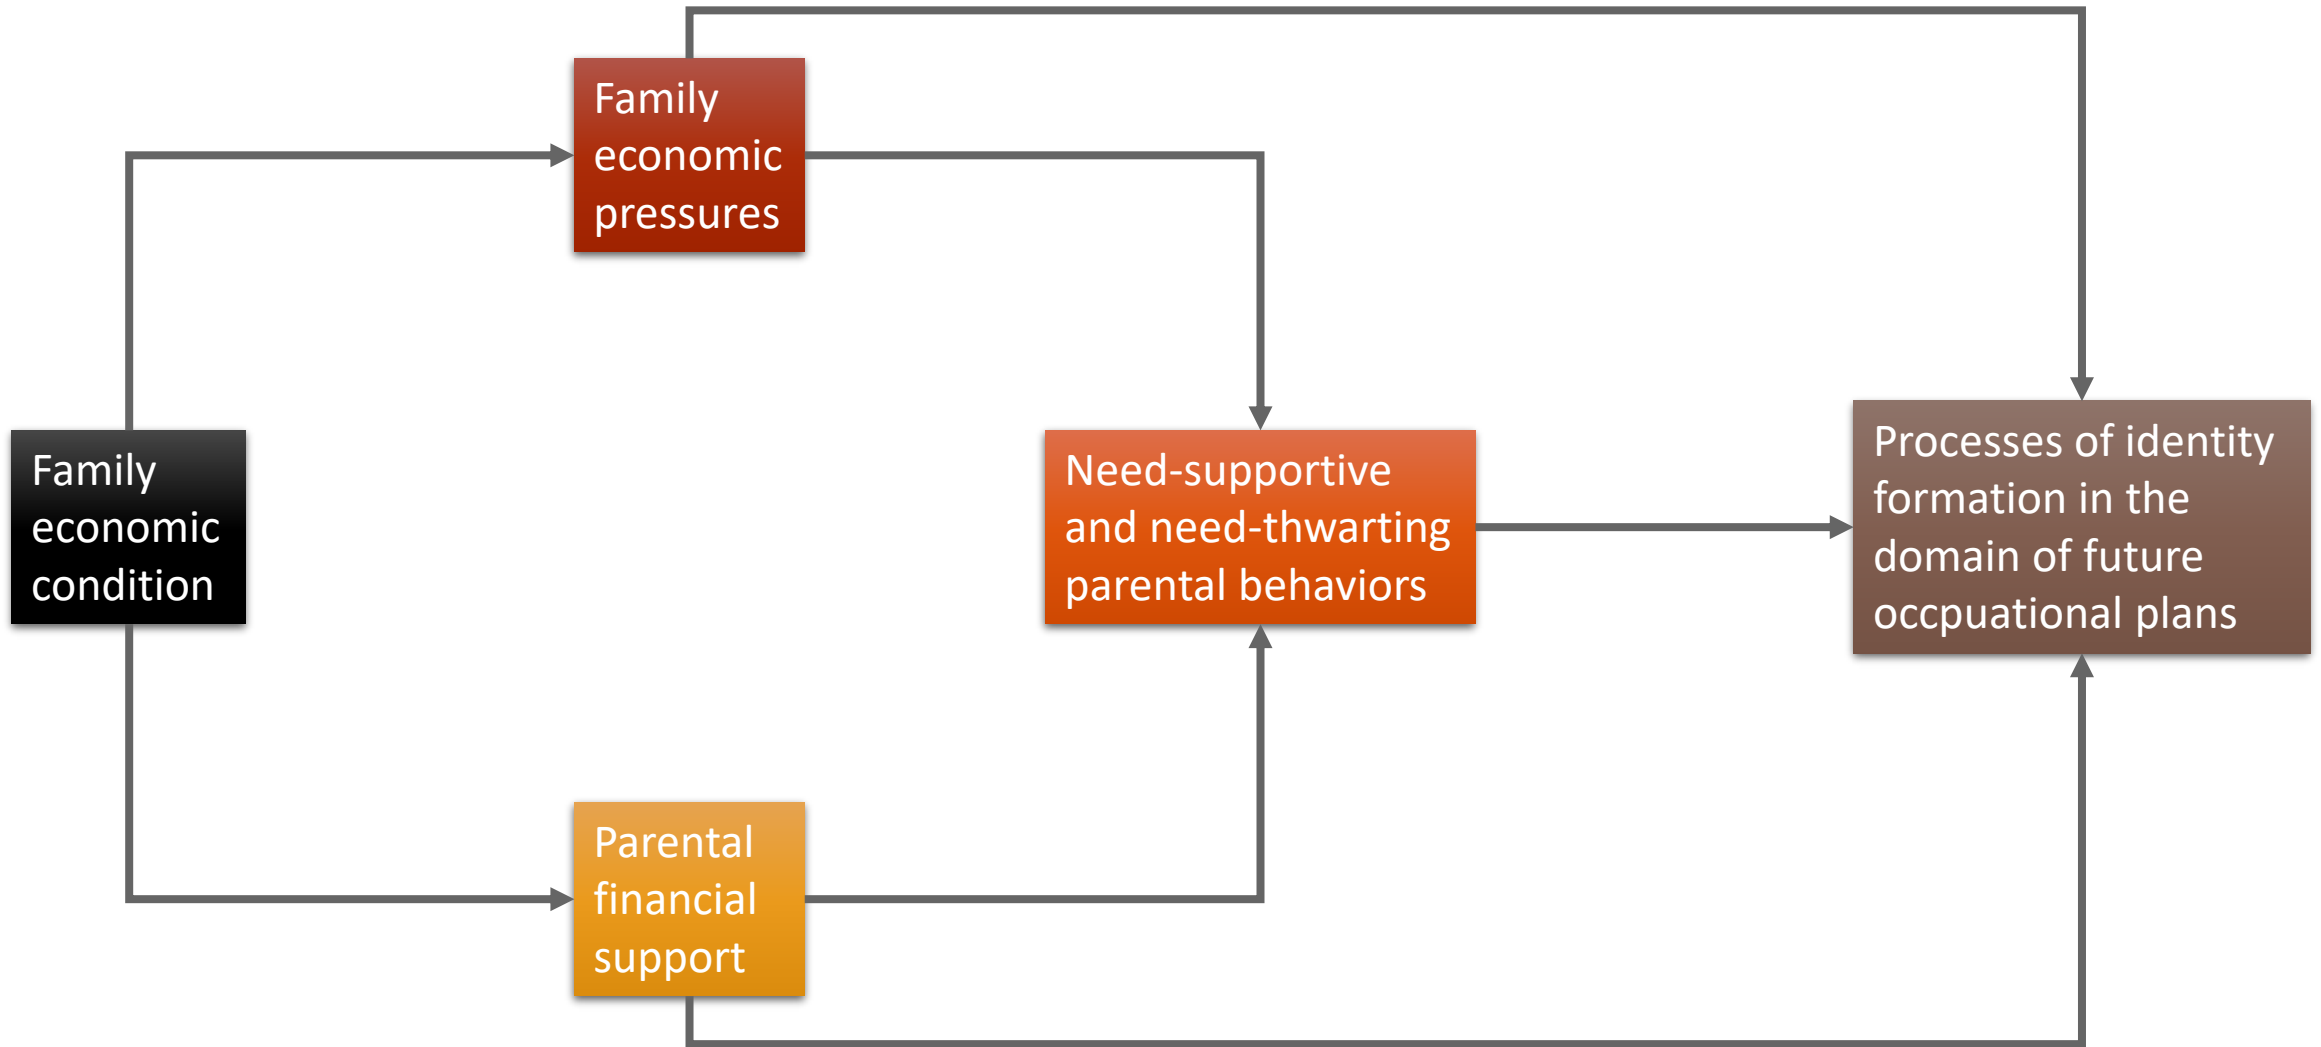 Family
economic
pressures
Family
economic
condition
Need-supportive
and need-thwarting
parental behaviors
Processes of identity
formation in the
domain of future
occpuational plans
Parental
financial
support